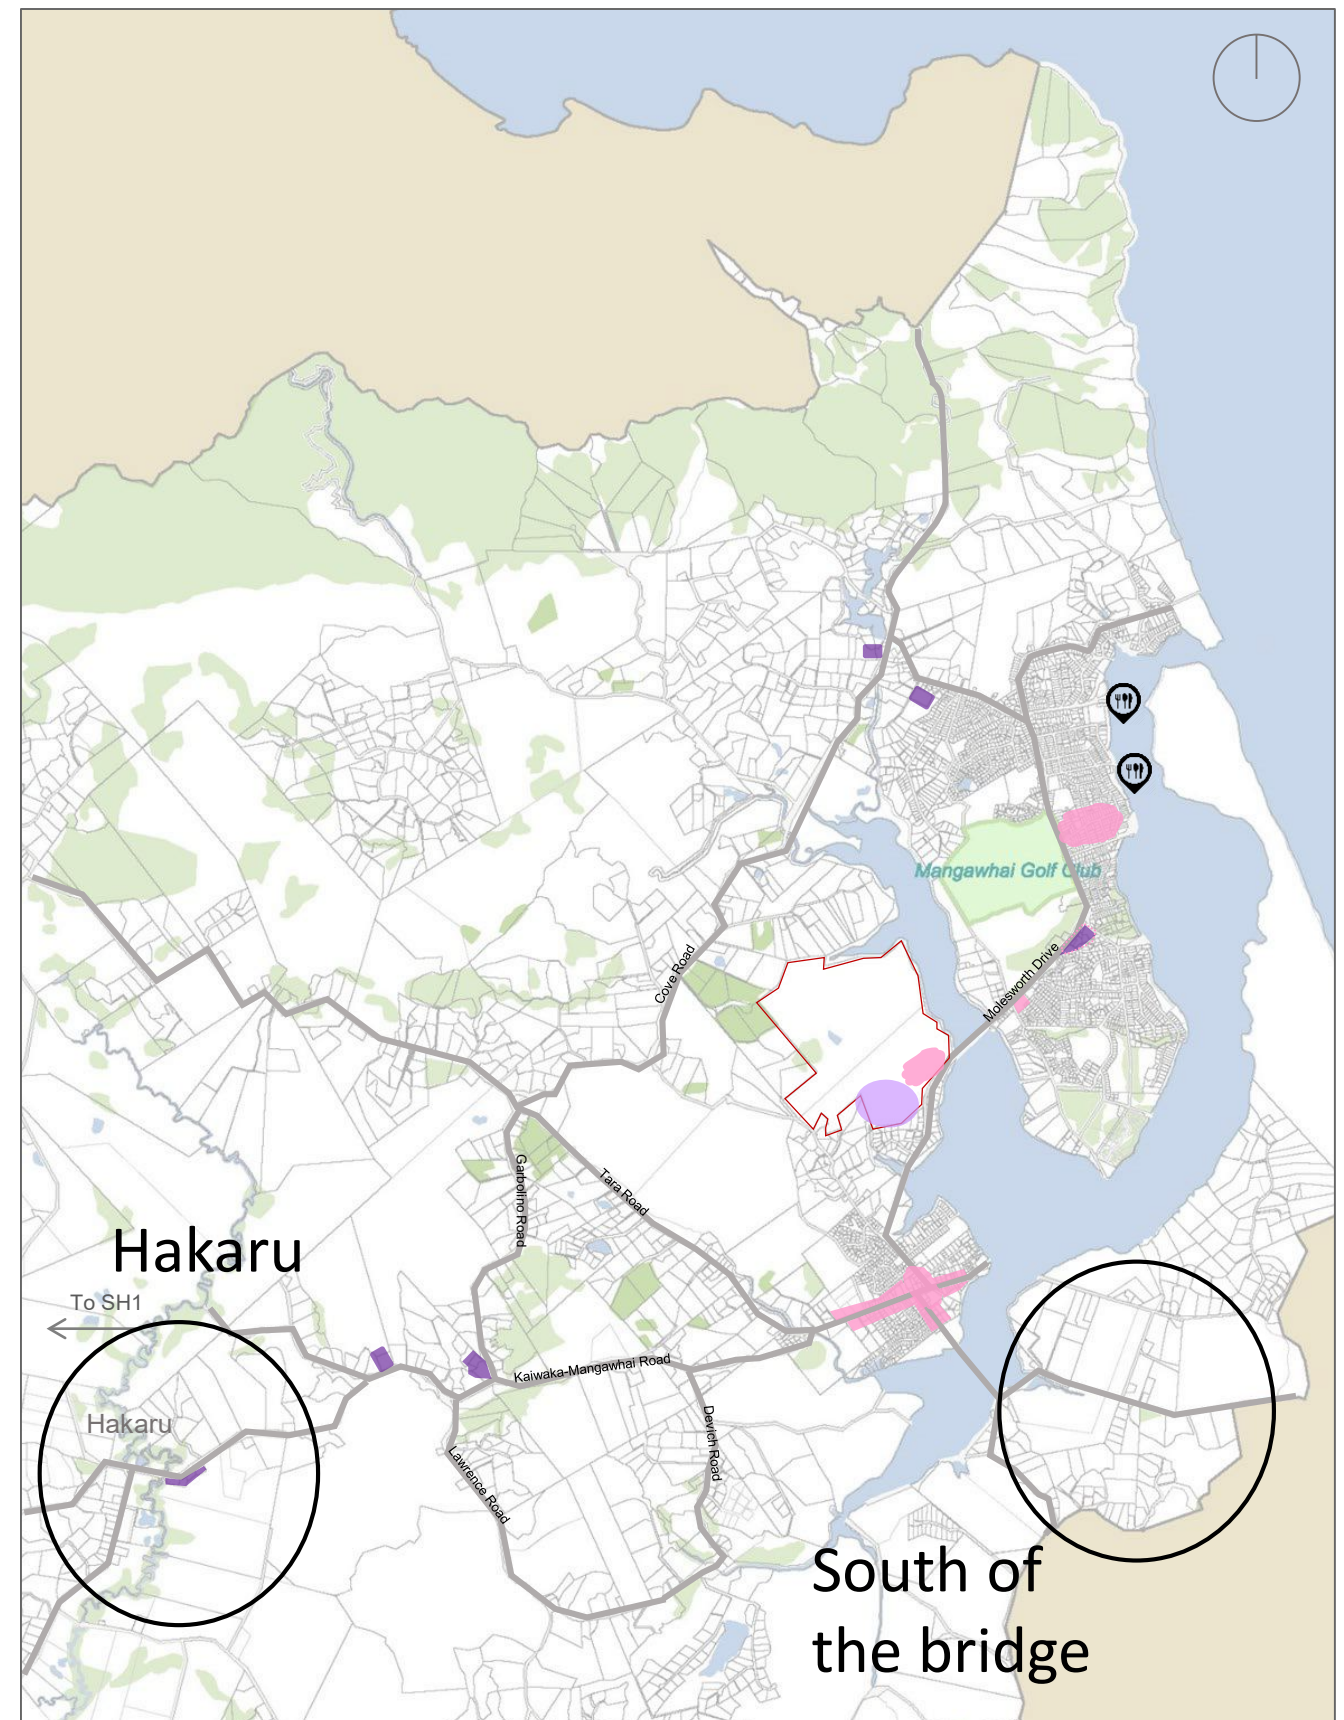 Mangawhai Golf Club
Cove Road
Molesworth Drive
Garbolino Road
Tara Road
Hakaru
To SH1
Kaiwaka-Mangawhai Road
Hakaru
Devich Road
Lawrence Road
South of
the bridge